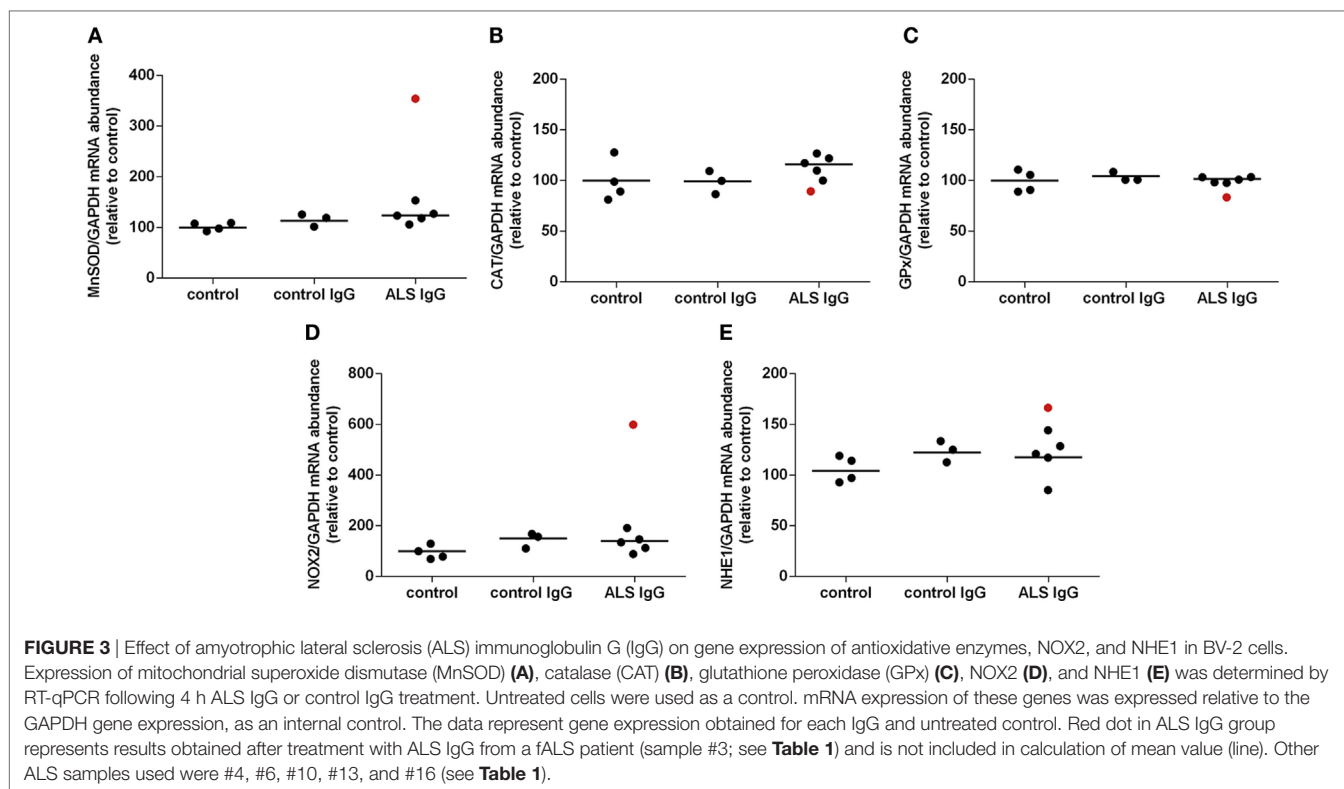 A
MnSOD/GAPDH mRNA abundance
(relative to control)
400
300
200
100
0
control
control IgG
ALS IgG
B
CAT/GAPDH mRNA abundance
(relative to control)
200
150
100
50
0
control
control IgG
ALS IgG
C
GPx/GAPDH mRNA abundance
(relative to control)
200
150
100
50
0
control
control IgG
ALS IgG
D
NOX2/GAPDH mRNA abundance
(relative to control)
800
600
400
200
0
control
control IgG
ALS IgG
E
NHE1/GAPDH mRNA abundance
(relative to control)
200
150
100
50
0
control
control IgG
ALS IgG
FIGURE 3 | Effect of amyotrophic lateral sclerosis (ALS) immunoglobulin G (IgG) on gene expression of antioxidative enzymes, NOX2, and NHE1 in BV-2 cells.
Expression of mitochondrial superoxide dismutase (MnSOD) (A), catalase (CAT) (B), glutathione peroxidase (GPx) (C), NOX2 (D), and NHE1 (E) was determined by
RT-qPCR following 4 h ALS IgG or control IgG treatment. Untreated cells were used as a control. mRNA expression of these genes was expressed relative to the
GAPDH gene expression, as an internal control. The data represent gene expression obtained for each IgG and untreated control. Red dot in ALS IgG group
represents results obtained after treatment with ALS IgG from a fALS patient (sample #3; see Table 1) and is not included in calculation of mean value (line). Other
ALS samples used were #4, #6, #10, #13, and #16 (see Table 1).